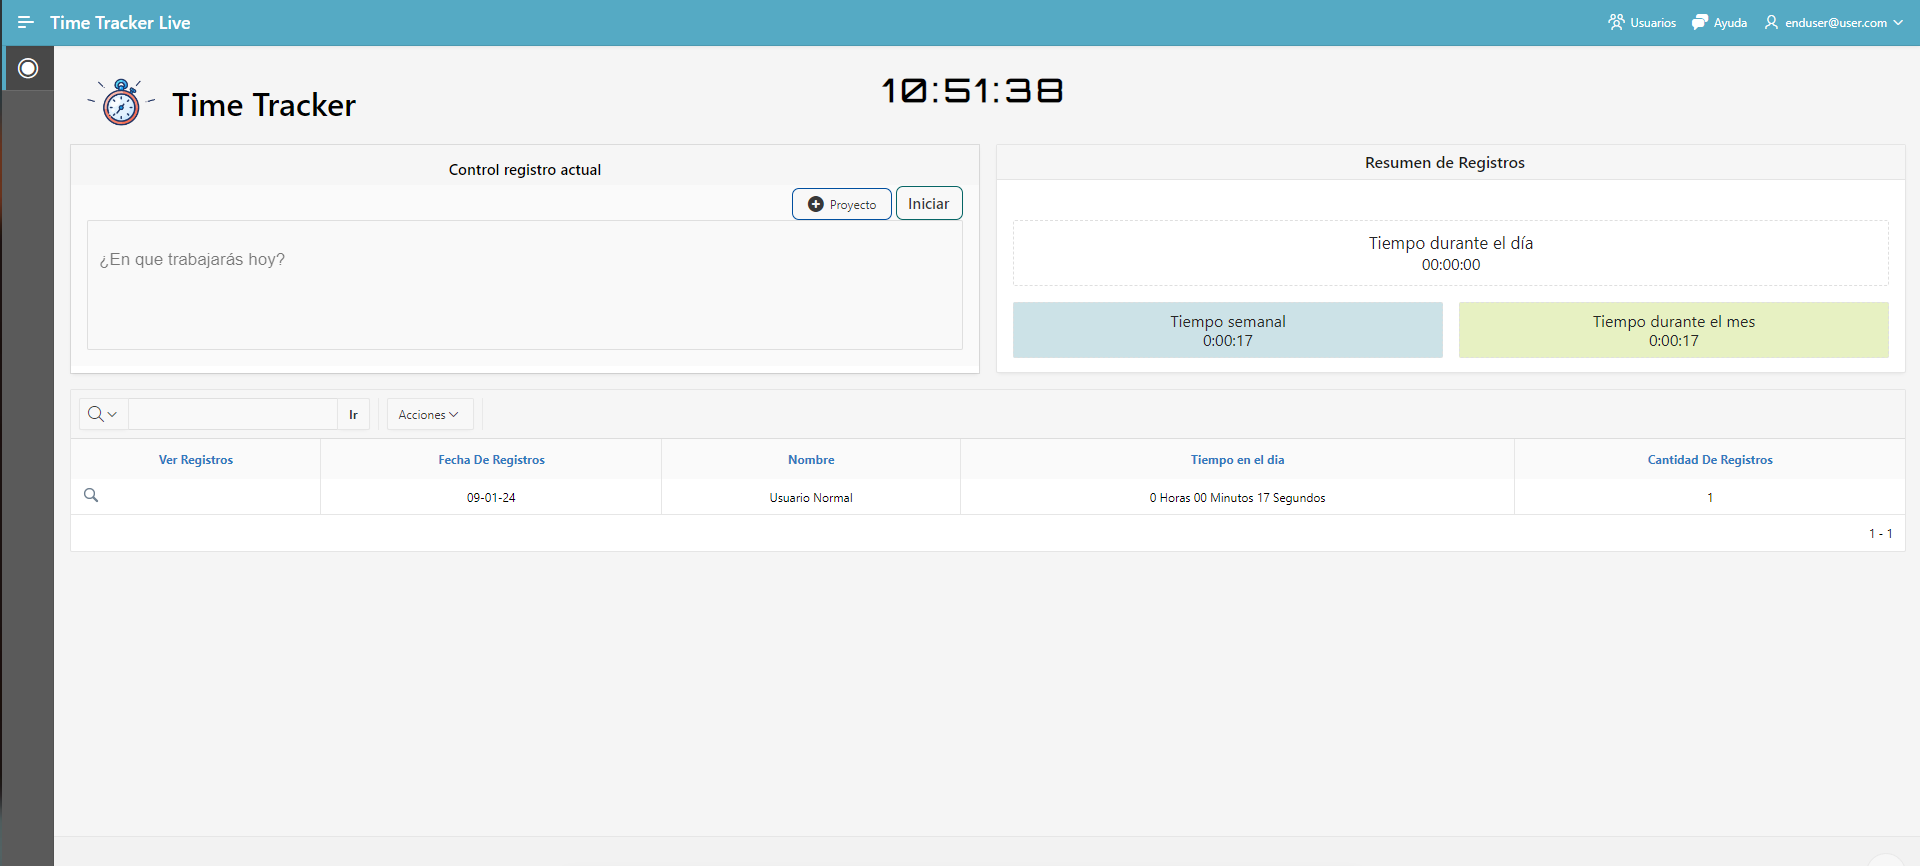 Time Tracker Live
Usuarios
Ayuda
enduser@user.com
Time Tracker
10:51:38
Control registro actual
Proyecto
Iniciar
¿En que trabajarás hoy?
Resumen de Registros
Tiempo durante el día
00:00:00
Tiempo semanal
0:00:17
Tiempo durante el mes
0:00:17
Ir
Acciones
Ver Registros
Fecha De Registros
Nombre
Tiempo en el dia
Cantidad De Registros
09-01-24
Usuario Normal
0 Horas 00 Minutos 17 Segundos
1
1 - 1